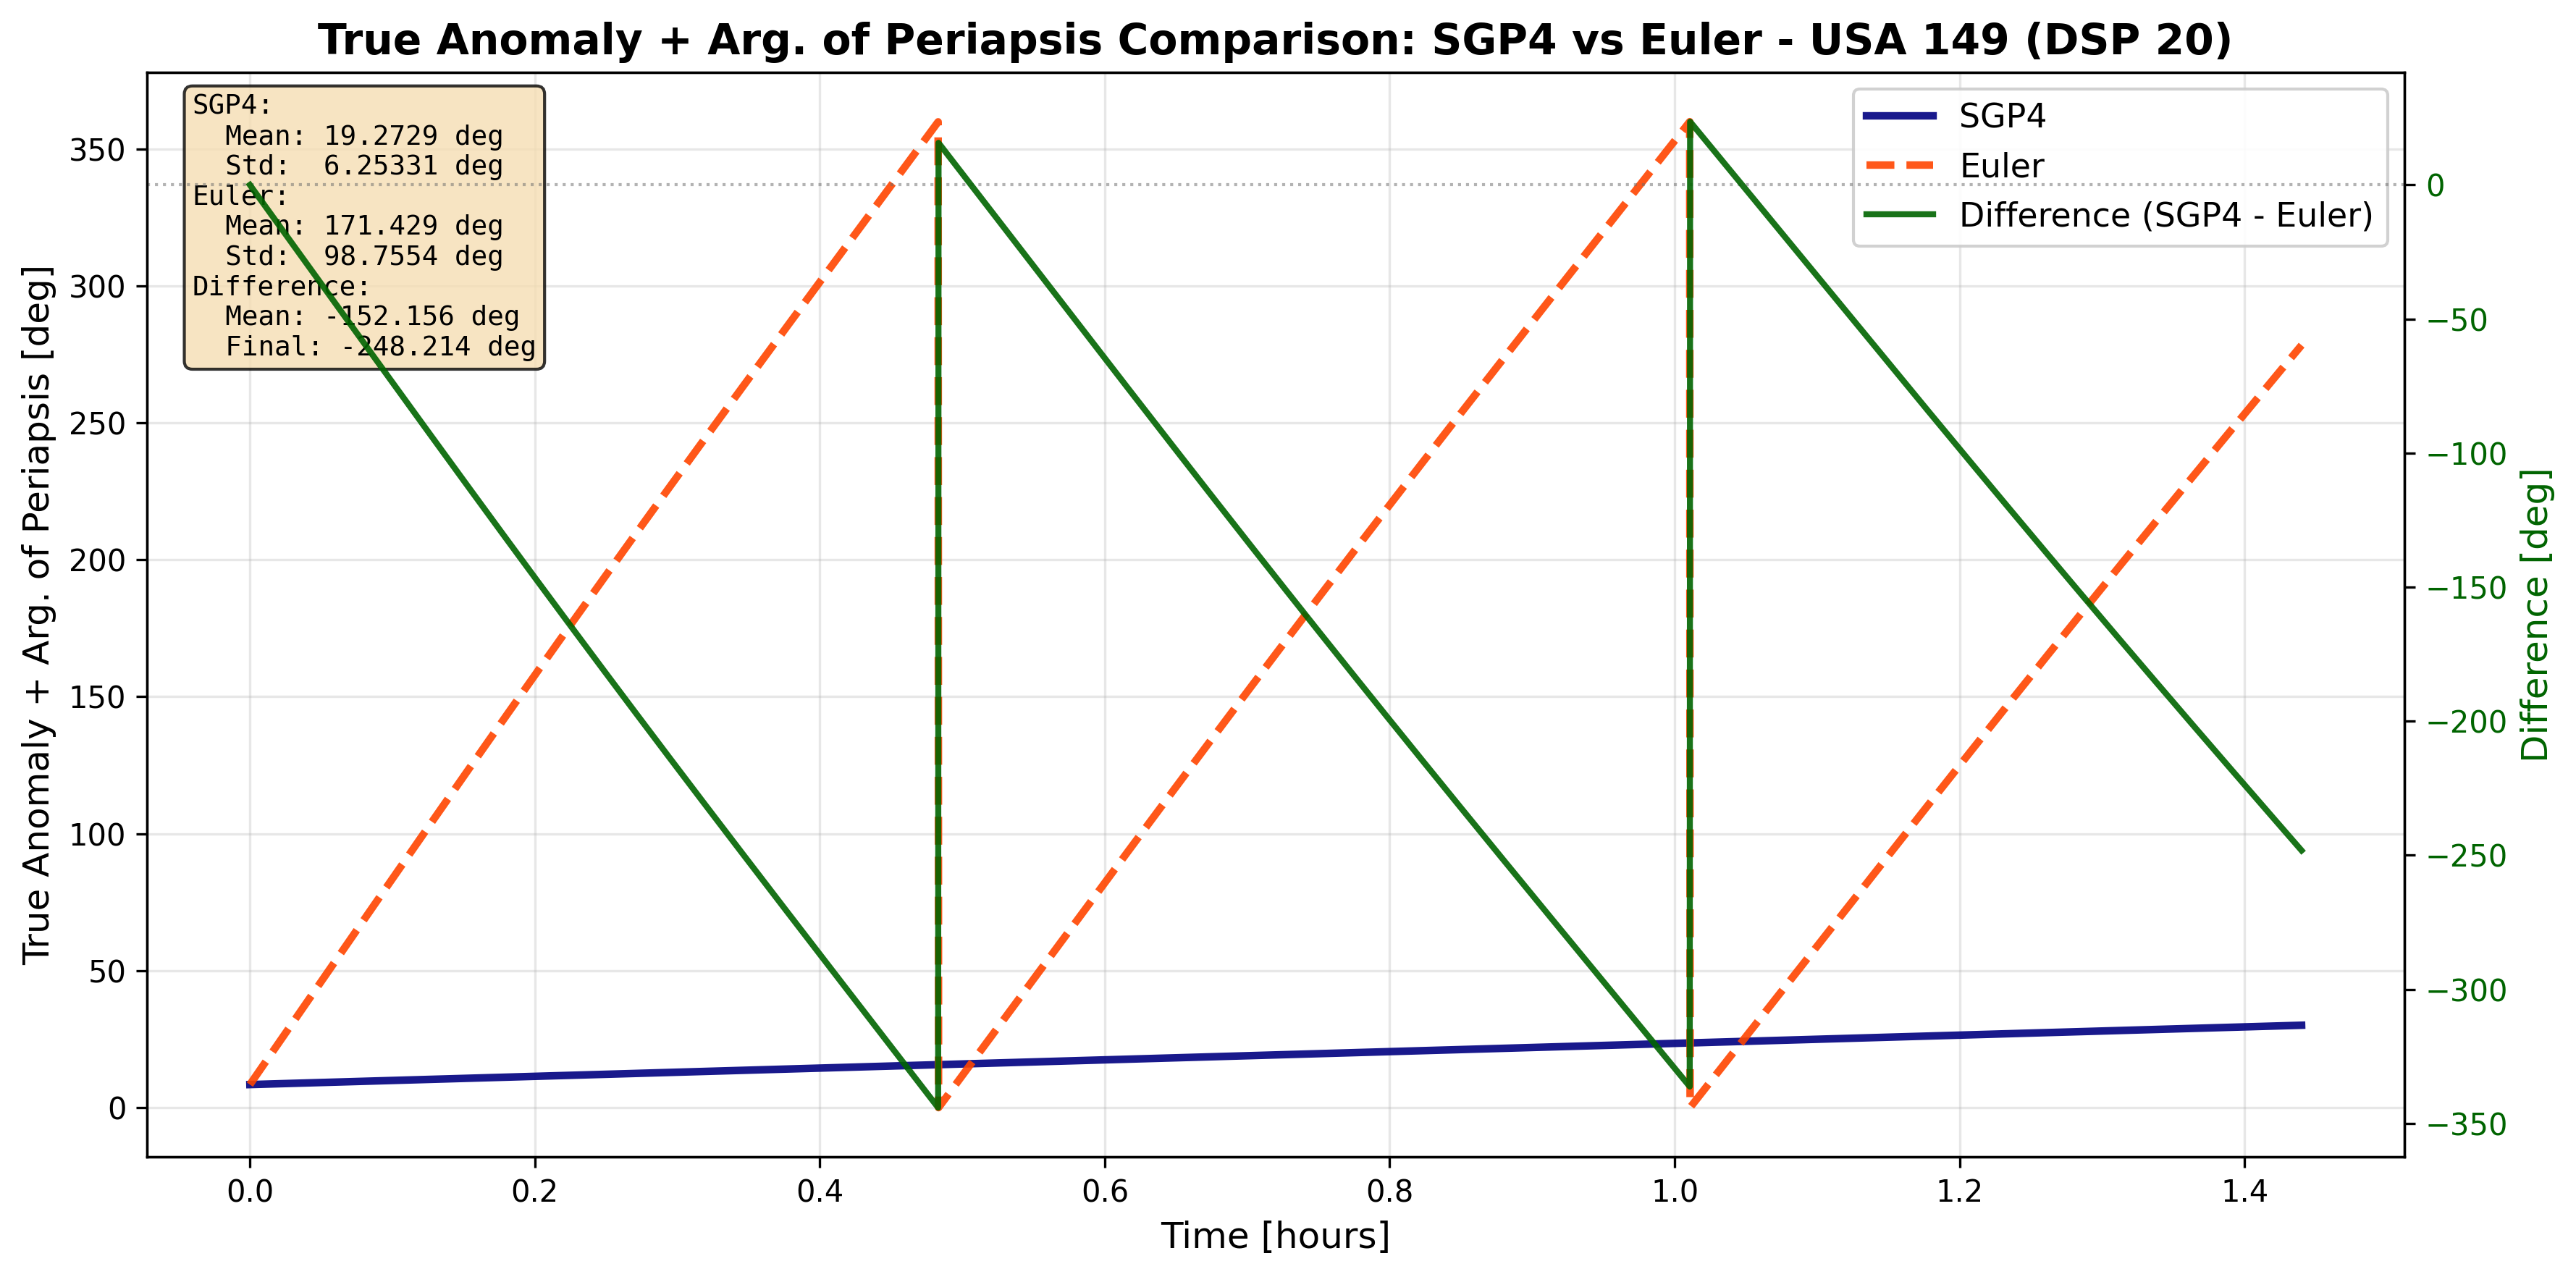 True Anomaly + Arg. of Periapsis Comparison: SGP4 vs Euler - USA 149 (DSP 20)
SGP4:
Mean: 19.2729 deg
Std: 6.25331 deg
Euler:
Mean: 171.429 deg
Std: 98.7554 deg
Difference:
Mean: -152.156 deg
Final: -248.214 deg
SGP4
Euler
Difference (SGP4 - Euler)
True Anomaly + Arg. of Periapsis [deg]
350
300
250
200
150
100
50
0
0
−50
−100
−150
−200
−250
−300
−350
Difference [deg]
0.0 0.2 0.4 0.6 0.8 1.0 1.2 1.4
Time [hours]